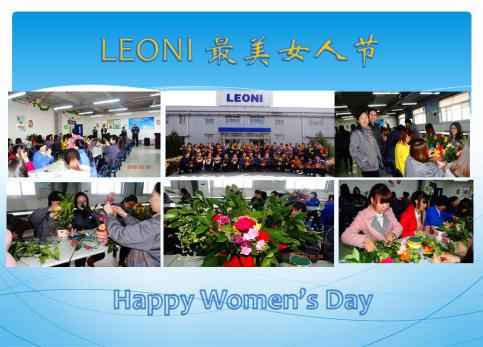 LEONI 最美女人节
LEONI
Happy Women's Day